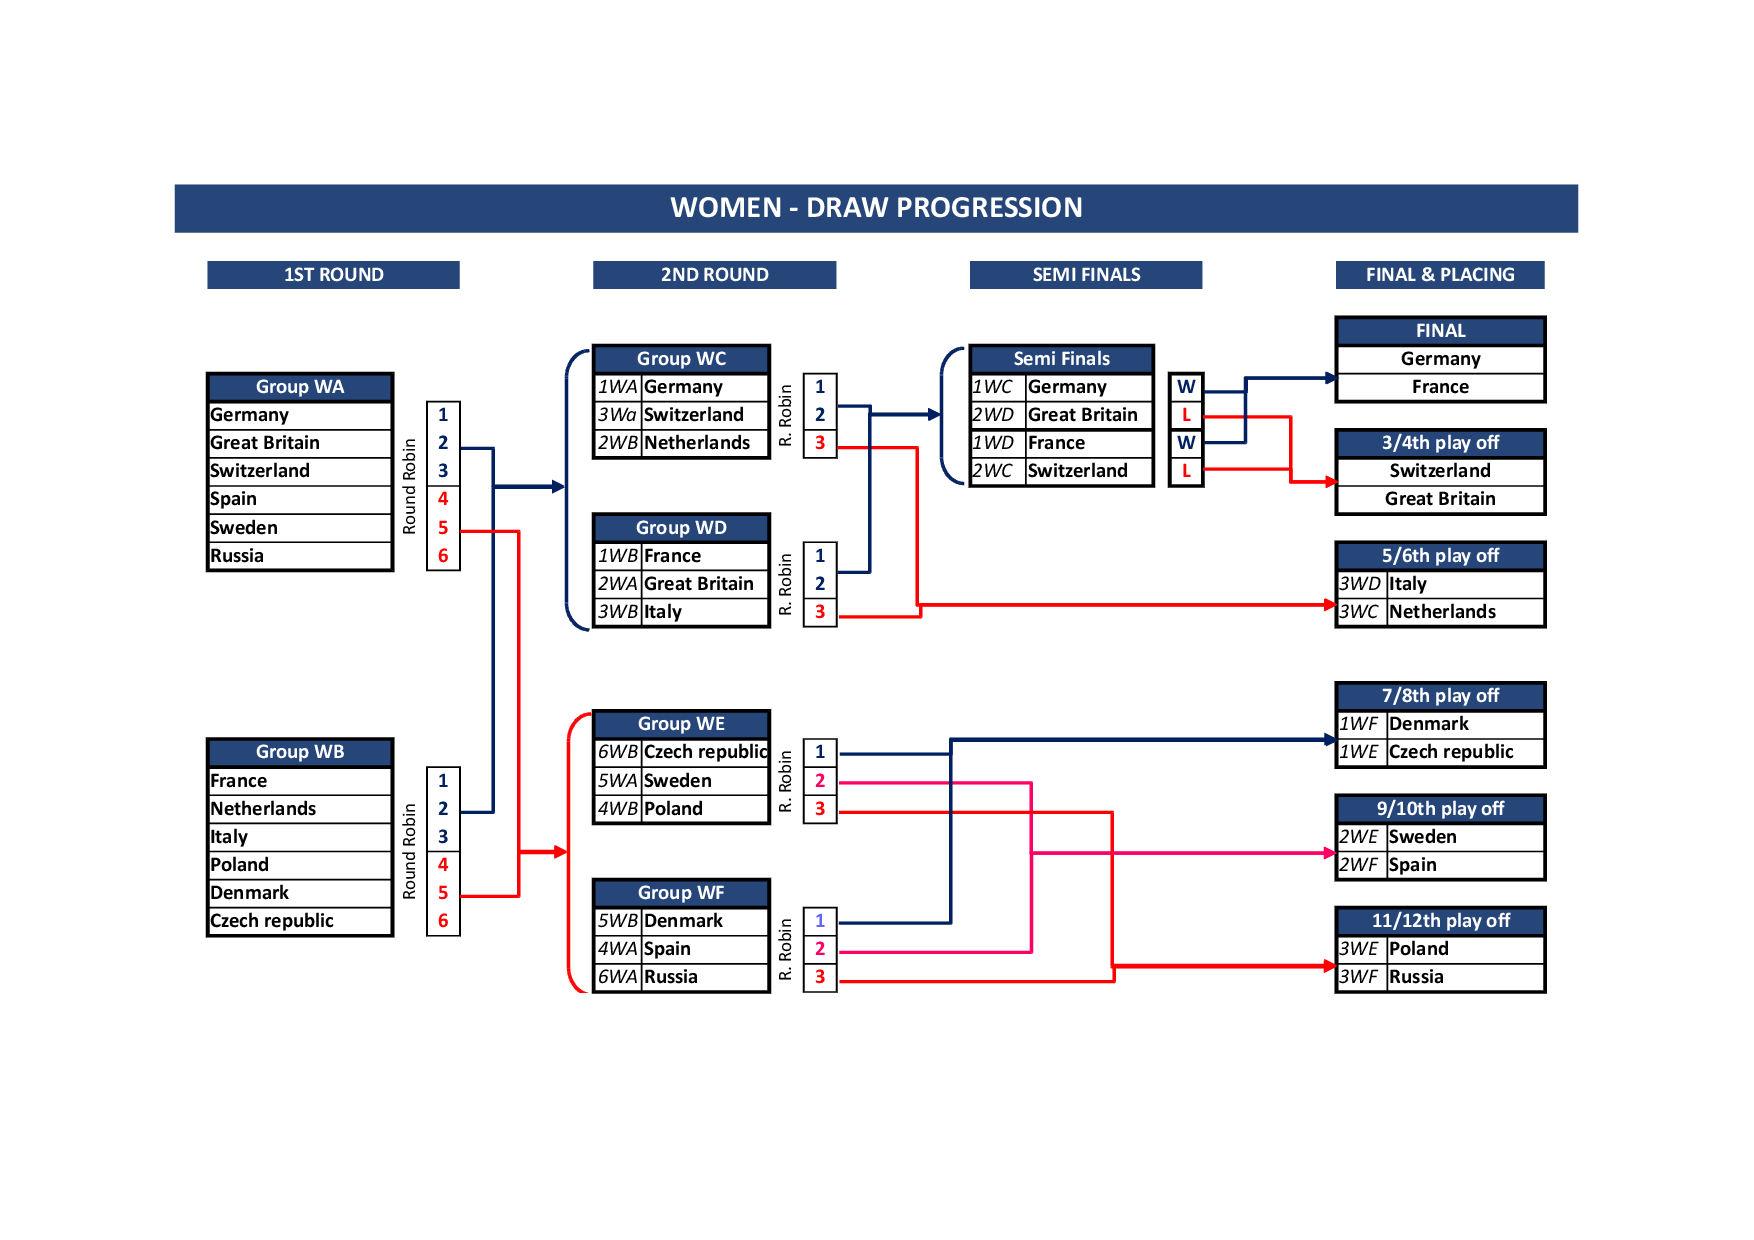 WOMEN - DRAW PROGRESSION
1ST ROUND
2ND ROUND
SEMI FINALS
FINAL & PLACING
Group WA
Germany
Great Britain
Switzerland
Spain
Sweden
Russia
Round Robin
1
2
3
4
5
6
Group WB
France
Netherlands
Italy
Poland
Denmark
Czech republic
Round Robin
1
2
3
4
5
6
Group WC
1WA Germany
3Wa Switzerland
2WB Netherlands
R. Robin
1
2
3
Group WD
1WB France
2WA Great Britain
3WB Italy
R. Robin
1
2
3
Group WE
6WB Czech republic
5WA Sweden
4WB Poland
R. Robin
1
2
3
Group WF
5WB Denmark
4WA Spain
6WA Russia
R. Robin
1
2
3
Semi Finals
1WC Germany W
2WD Great Britain L
1WD France W
2WC Switzerland L
FINAL
Germany
France
3/4th play off
Switzerland
Great Britain
5/6th play off
3WD Italy
3WC Netherlands
7/8th play off
1WF Denmark
1WE Czech republic
9/10th play off
2WE Sweden
2WF Spain
11/12th play off
3WE Poland
3WF Russia